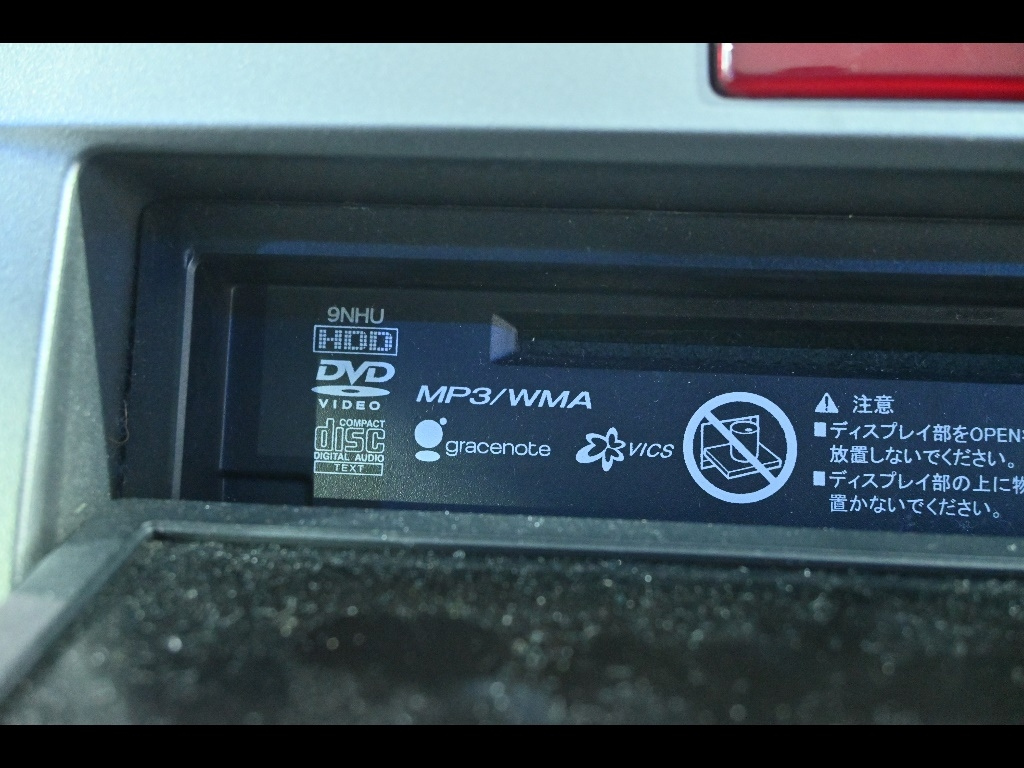 9NHU
HDD
DVD
VIDEO
COMPACT
disc
DIGITAL AUDIO
TEXT
MP3/WMA
gracenote
VICS
注意
■ディスプレイ部をOPEN
放置しないでください。
■ディスプレイ部の上に物
置かないでください。